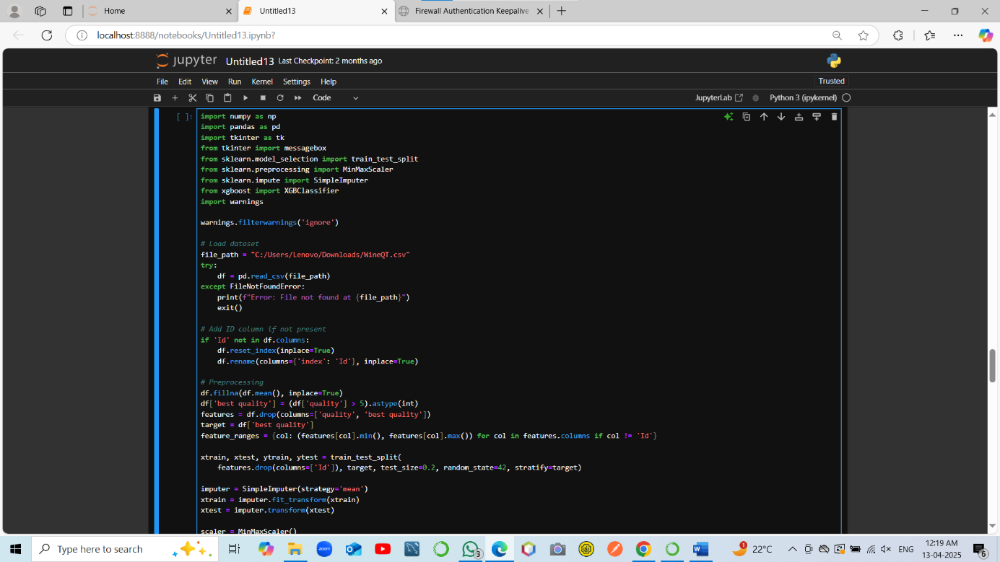 Home
Untitled13
Firewall Authentication Keepalive
localhost:8888/notebooks/Untitled13.ipynb?
jupyter Untitled13 Last Checkpoint: 2 months ago
File Edit View Run Kernel Settings Help
Trusted
Code
JupyterLab
Python 3 (ipykernel)
[ ]:
import numpy as np
import pandas as pd
import tkinter as tk
from tkinter import messagebox
from sklearn.model_selection import train_test_split
from sklearn.preprocessing import MinMaxScaler
from sklearn.impute import SimpleImputer
from xgboost import XGBClassifier
import warnings
warnings.filterwarnings('ignore')
# Load dataset
file_path = "C:/Users/Lenovo/Downloads/WineQT.csv"
try:
    df = pd.read_csv(file_path)
except FileNotFoundError:
    print(f"Error: File not found at {file_path}")
    exit()
# Add ID column if not present
if 'Id' not in df.columns:
    df.reset_index(inplace=True)
    df.rename(columns={'index': 'Id'}, inplace=True)
# Preprocessing
df.fillna(df.mean(), inplace=True)
df['best quality'] = (df['quality'] > 5).astype(int)
features = df.drop(columns=['quality', 'best quality'])
target = df['best quality']
feature_ranges = {col: (features[col].min(), features[col].max()) for col in features.columns if col != 'Id'}
xtrain, xtest, ytrain, ytest = train_test_split(
    features.drop(columns=['Id']), target, test_size=0.2, random_state=42, stratify=target)
imputer = SimpleImputer(strategy='mean')
xtrain = imputer.fit_transform(xtrain)
xtest = imputer.transform(xtest)
scaler = MinMaxScaler()
Type here to search
zoom
3
W
1
22°C
ENG
12:19 AM
13-04-2025
6